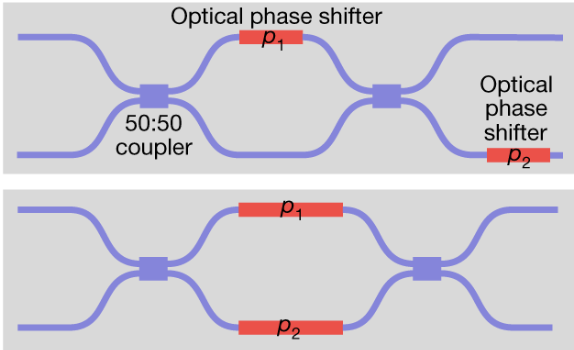 Optical phase shifter
p1
50:50
coupler
Optical
phase
shifter
p2
p1
p2